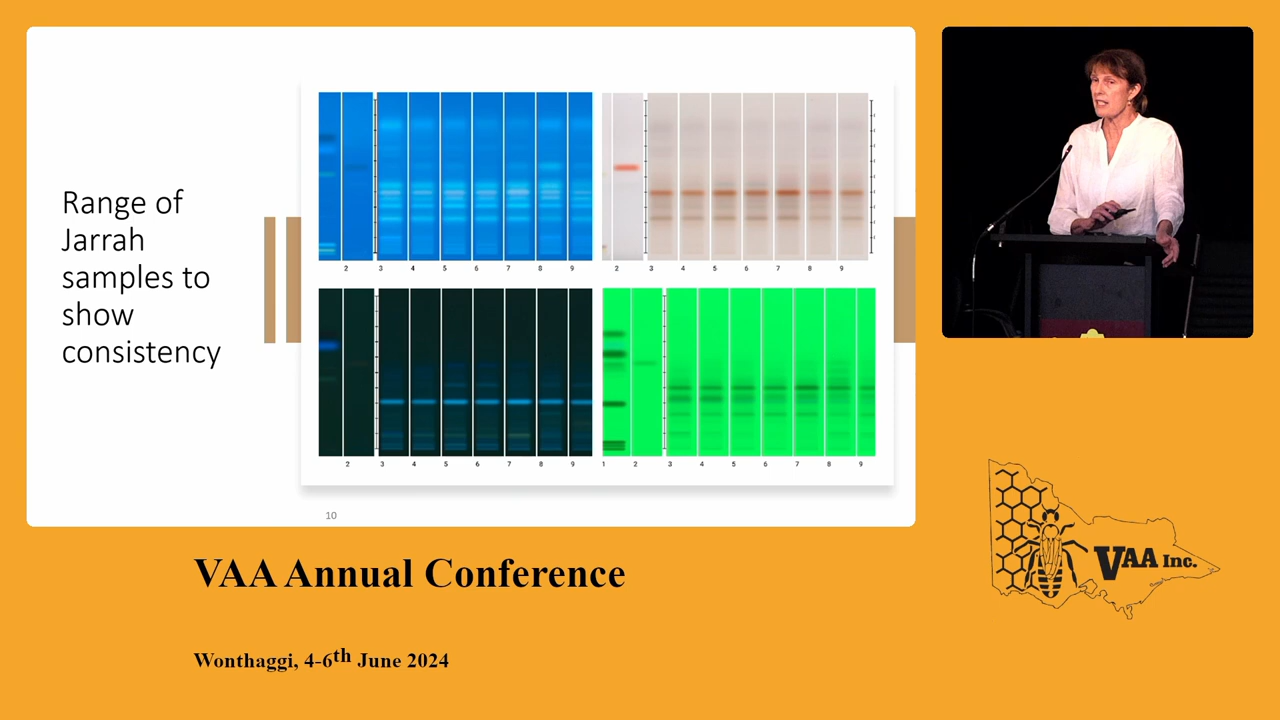 Range of
Jarrah
samples to
show
consistency
2 3 4 5 6 7 8 9
2 3 4 5 6 7 8 9
2 3 4 5 6 7 8 9
1 2 3 4 5 6 7 8 9
10
VAA Annual Conference
Wonthaggi, 4-6th June 2024
VAA Inc.